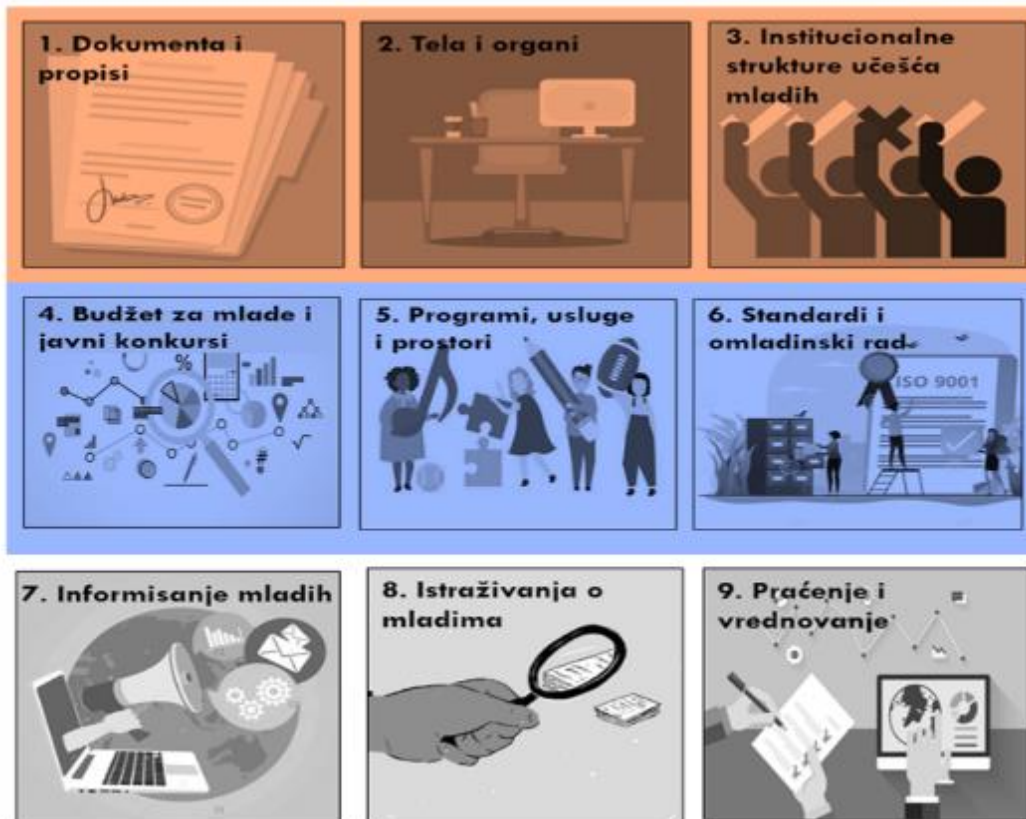 1. Dokumenta i
propisi
2. Tela i organi
3. Institucionalne
strukture učešća
mladih
4. Budžet za mlade i
javni konkursi
%
#
√
5. Programi, usluge
i prostori
6. Standardi i
omladinski rad
ISO 9001
7. Informisanje mladih
8. Istraživanja o
mladima
9. Praćenje i
vrednovanje